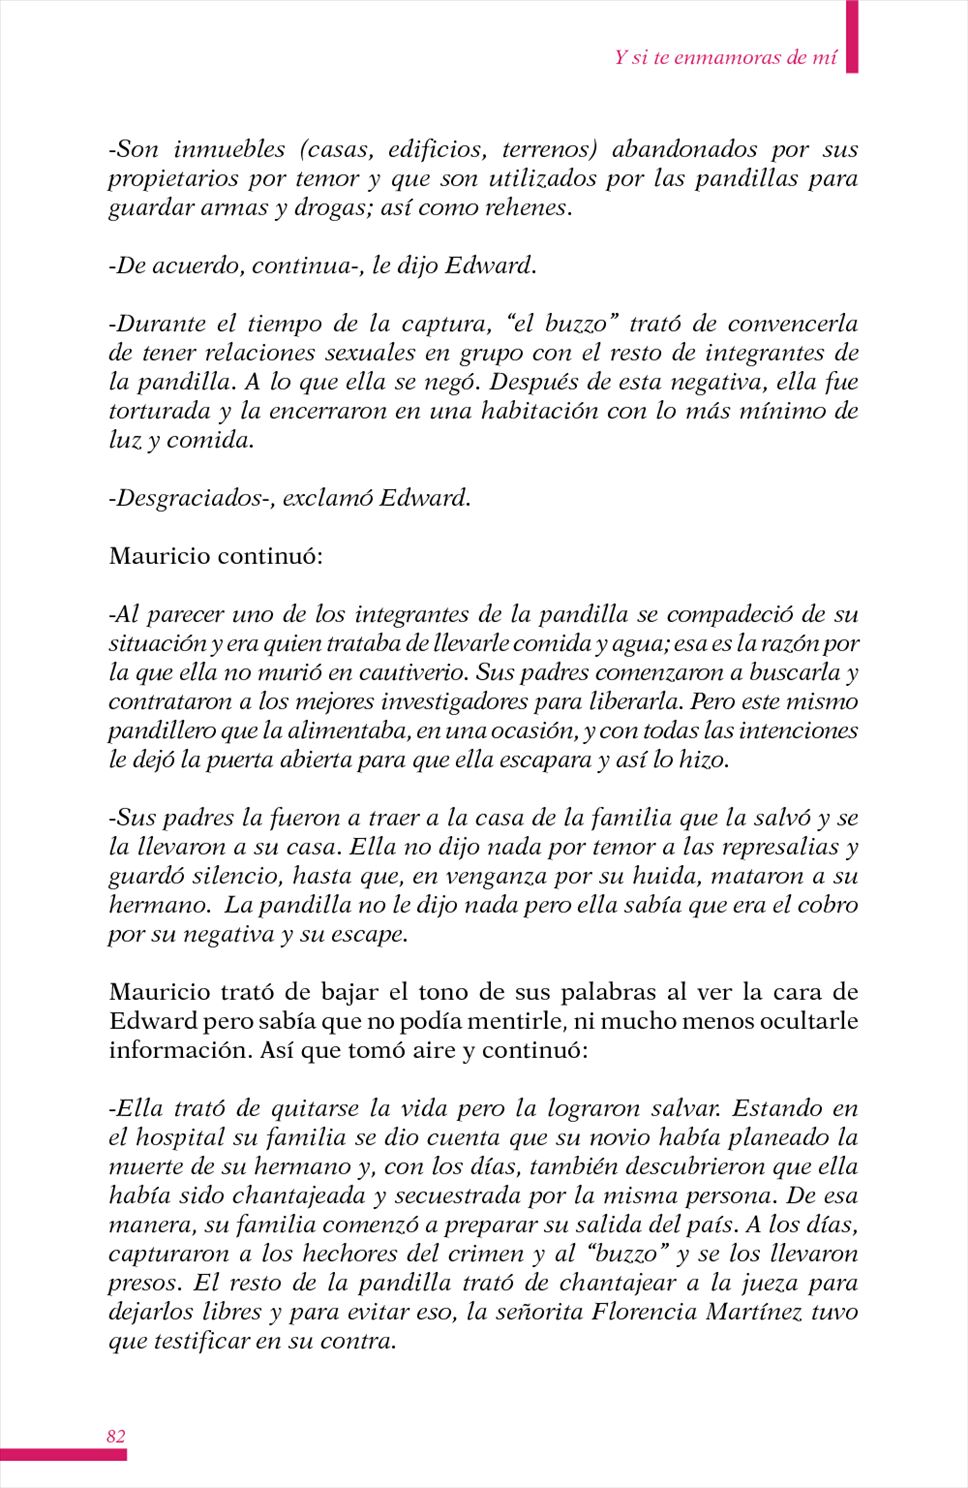 Y si te enmamoras de mí
-Son inmuebles (casas, edificios, terrenos) abandonados por sus
propietarios por temor y que son utilizados por las pandillas para
guardar armas y drogas; así como rehenes.
-De acuerdo, continua-, le dijo Edward.
-Durante el tiempo de la captura, “el buzzo” trató de convencerla
de tener relaciones sexuales en grupo con el resto de integrantes de
la pandilla. A lo que ella se negó. Después de esta negativa, ella fue
torturada y la encerraron en una habitación con lo más mínimo de
luz y comida.
-Desgraciados-, exclamó Edward.
Mauricio continuó:
-Al parecer uno de los integrantes de la pandilla se compadeció de su
situación y era quien trataba de llevarle comida y agua; esa es la razón por
la que ella no murió en cautiverio. Sus padres comenzaron a buscarla y
contrataron a los mejores investigadores para liberarla. Pero este mismo
pandillero que la alimentaba, en una ocasión, y con todas las intenciones
le dejó la puerta abierta para que ella escapara y así lo hizo.
-Sus padres la fueron a traer a la casa de la familia que la salvó y se
la llevaron a su casa. Ella no dijo nada por temor a las represalias y
guardó silencio, hasta que, en venganza por su huida, mataron a su
hermano.  La pandilla no le dijo nada pero ella sabía que era el cobro
por su negativa y su escape.
Mauricio trató de bajar el tono de sus palabras al ver la cara de
Edward pero sabía que no podía mentirle, ni mucho menos ocultarle
información. Así que tomó aire y continuó:
-Ella trató de quitarse la vida pero la lograron salvar. Estando en
el hospital su familia se dio cuenta que su novio había planeado la
muerte de su hermano y, con los días, también descubrieron que ella
había sido chantajeada y secuestrada por la misma persona. De esa
manera, su familia comenzó a preparar su salida del país. A los días,
capturaron a los hechores del crimen y al “buzzo” y se los llevaron
presos. El resto de la pandilla trató de chantajear a la jueza para
dejarlos libres y para evitar eso, la señorita Florencia Martínez tuvo
que testificar en su contra.
82